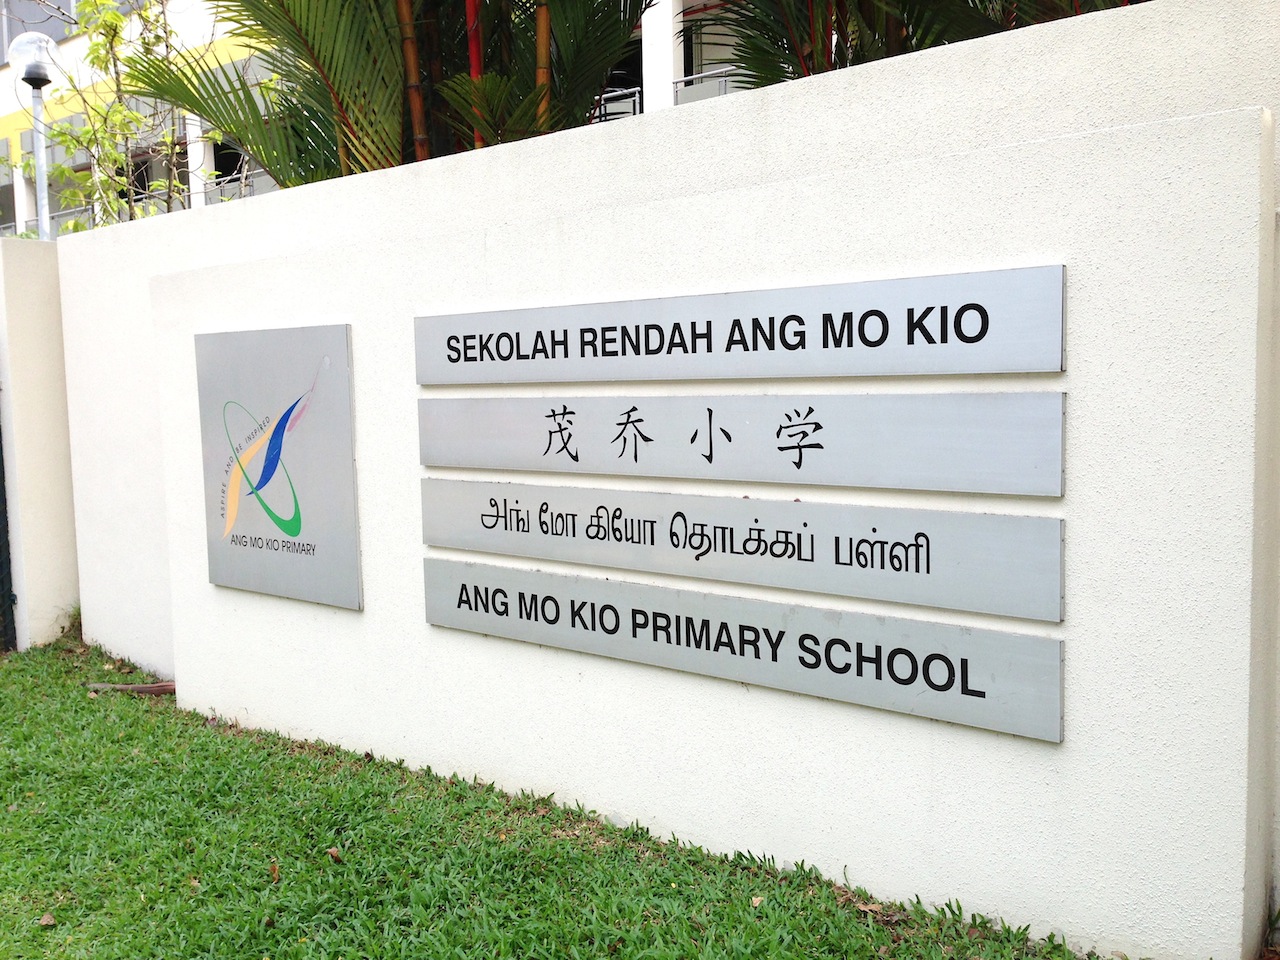 ASPIRE AND BE INSPIRED
ANG MO KIO PRIMARY
SEKOLAH RENDAH ANG MO KIO
茂乔小学
அங் மோ கியோ தொடக்கப் பள்ளி
ANG MO KIO PRIMARY SCHOOL